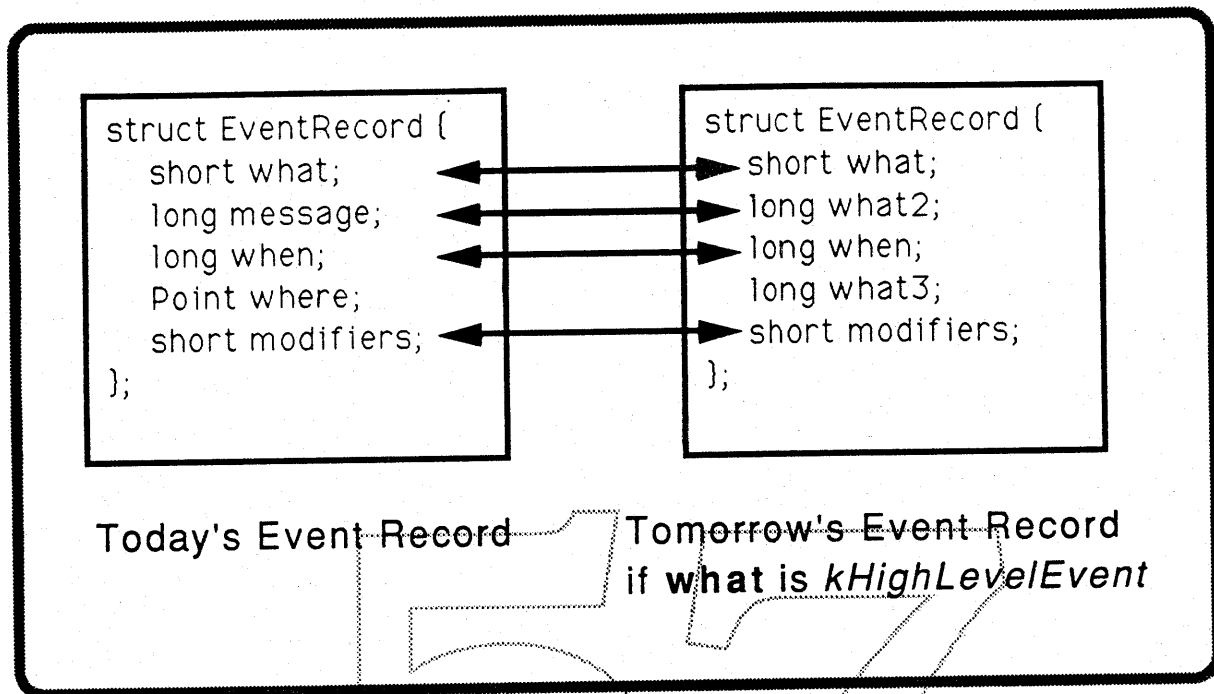 struct EventRecord {
short what;
long message;
long when;
Point where;
short modifiers;
};
struct EventRecord {
short what;
long what2;
long when;
long what3;
short modifiers;
};
Today's Event Record
Tomorrow's Event Record
if what is kHighLevelEvent